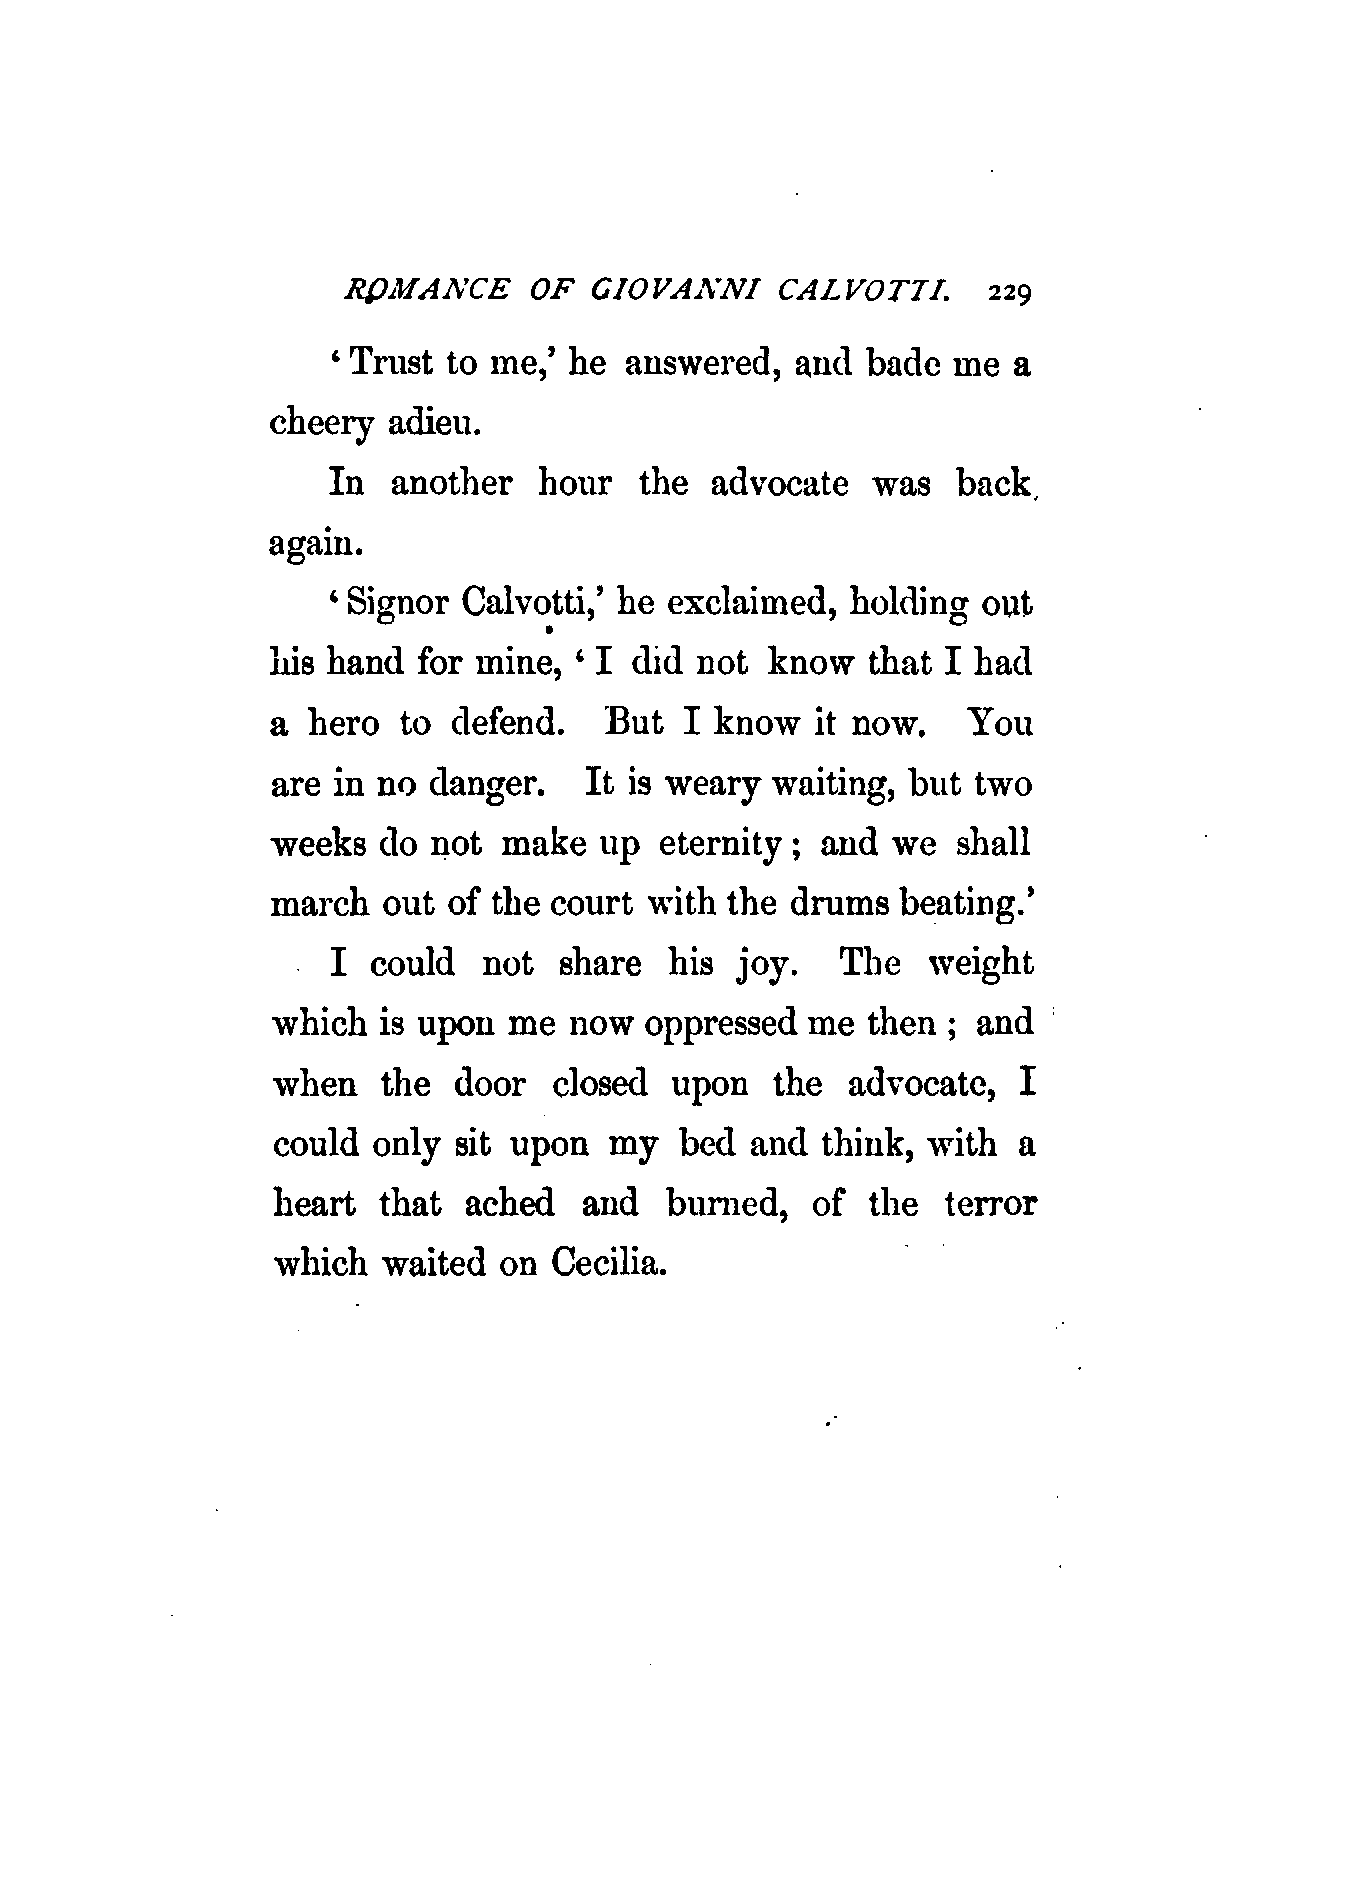 ROMANCE OF GIOVANNI CALVOTTI. 229
‘Trust to me,’ he answered, and bade me a
cheery adieu.
In another hour the advocate was back
again.
‘Signor Calvotti,’ he exclaimed, holding out
his hand for mine, ‘I did not know that I had
a hero to defend. But I know it now. You
are in no danger. It is weary waiting, but two
weeks do not make up eternity; and we shall
march out of the court with the drums beating.’
I could not share his joy. The weight
which is upon me now oppressed me then; and
when the door closed upon the advocate, I
could only sit upon my bed and think, with a
heart that ached and burned, of the terror
which waited on Cecilia.